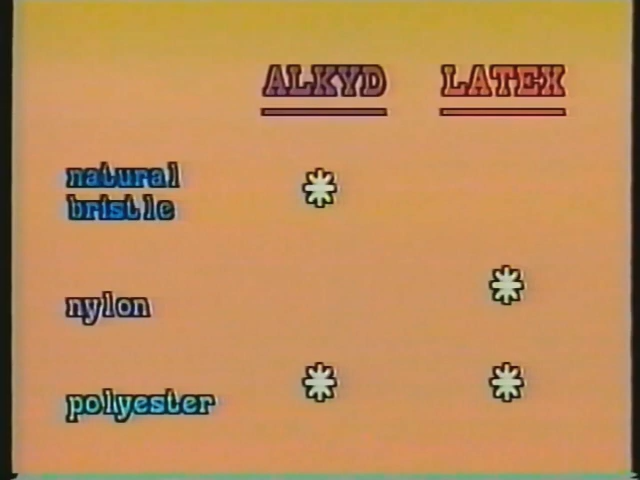 ALKYD LATEX
natural
bristle *
nylon *
polyester * *